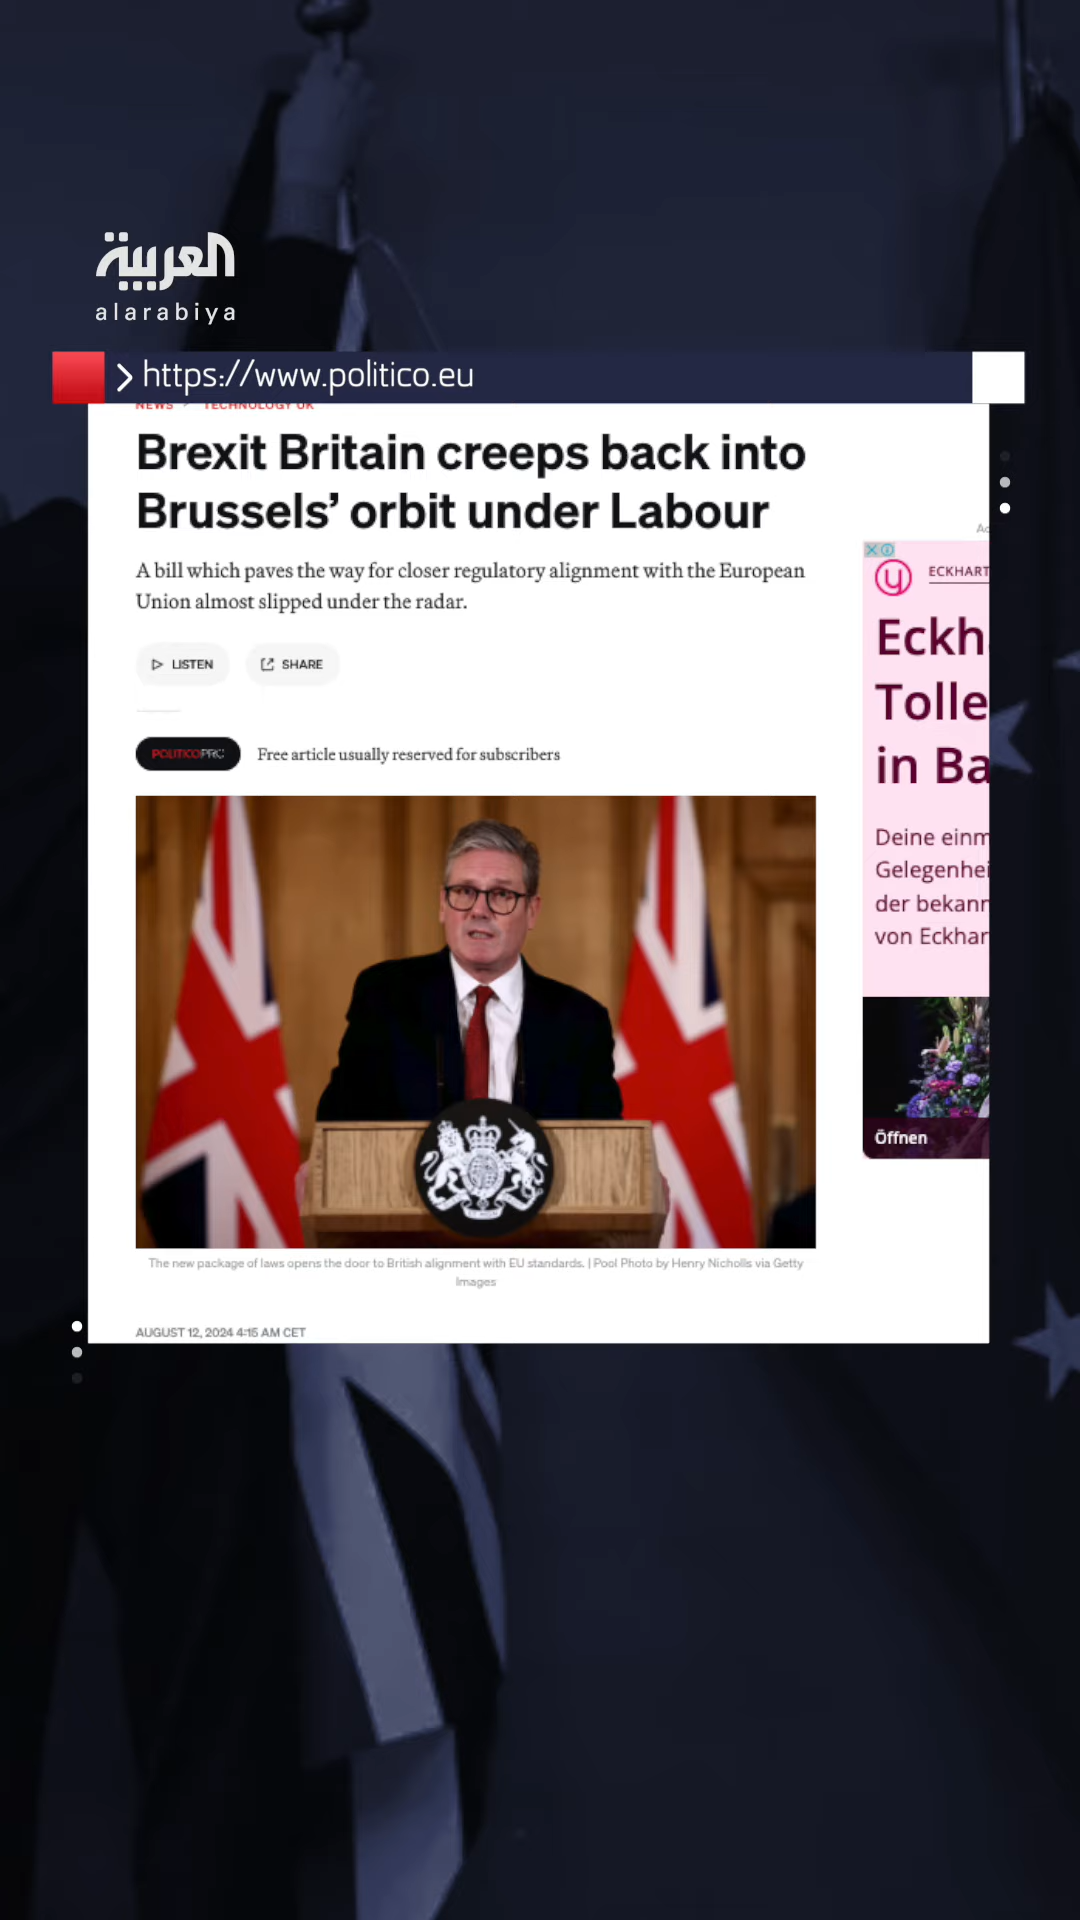 العربية
alarabiya
https://www.politico.eu
NEWS > TECHNOLOGY UK
Brexit Britain creeps back into
Brussels’ orbit under Labour
A bill which paves the way for closer regulatory alignment with the European
Union almost slipped under the radar.
LISTEN
SHARE
POLITICOPRO
Free article usually reserved for subscribers
The new package of laws opens the door to British alignment with EU standards. | Pool Photo by Henry Nicholls via Getty
Images
AUGUST 12, 2024 4:15 AM CET
ECKHART
Eckh
Tolle
in Ba
Deine einm
Gelegenhei
der bekann
von Eckhar
Öffnen